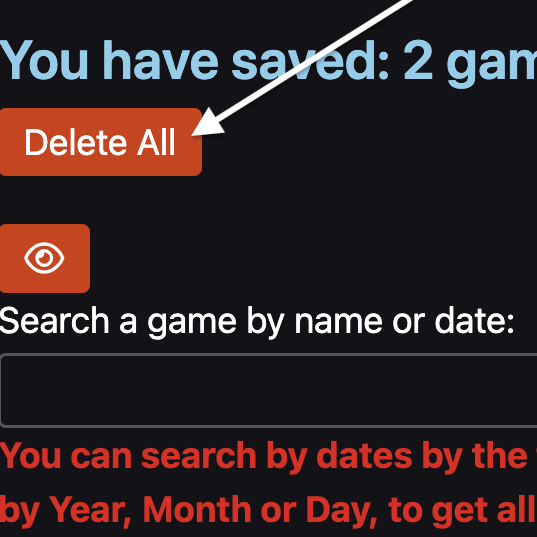 You have saved: 2 gam
Delete All
Search a game by name or date:
You can search by dates by the
by Year, Month or Day, to get all